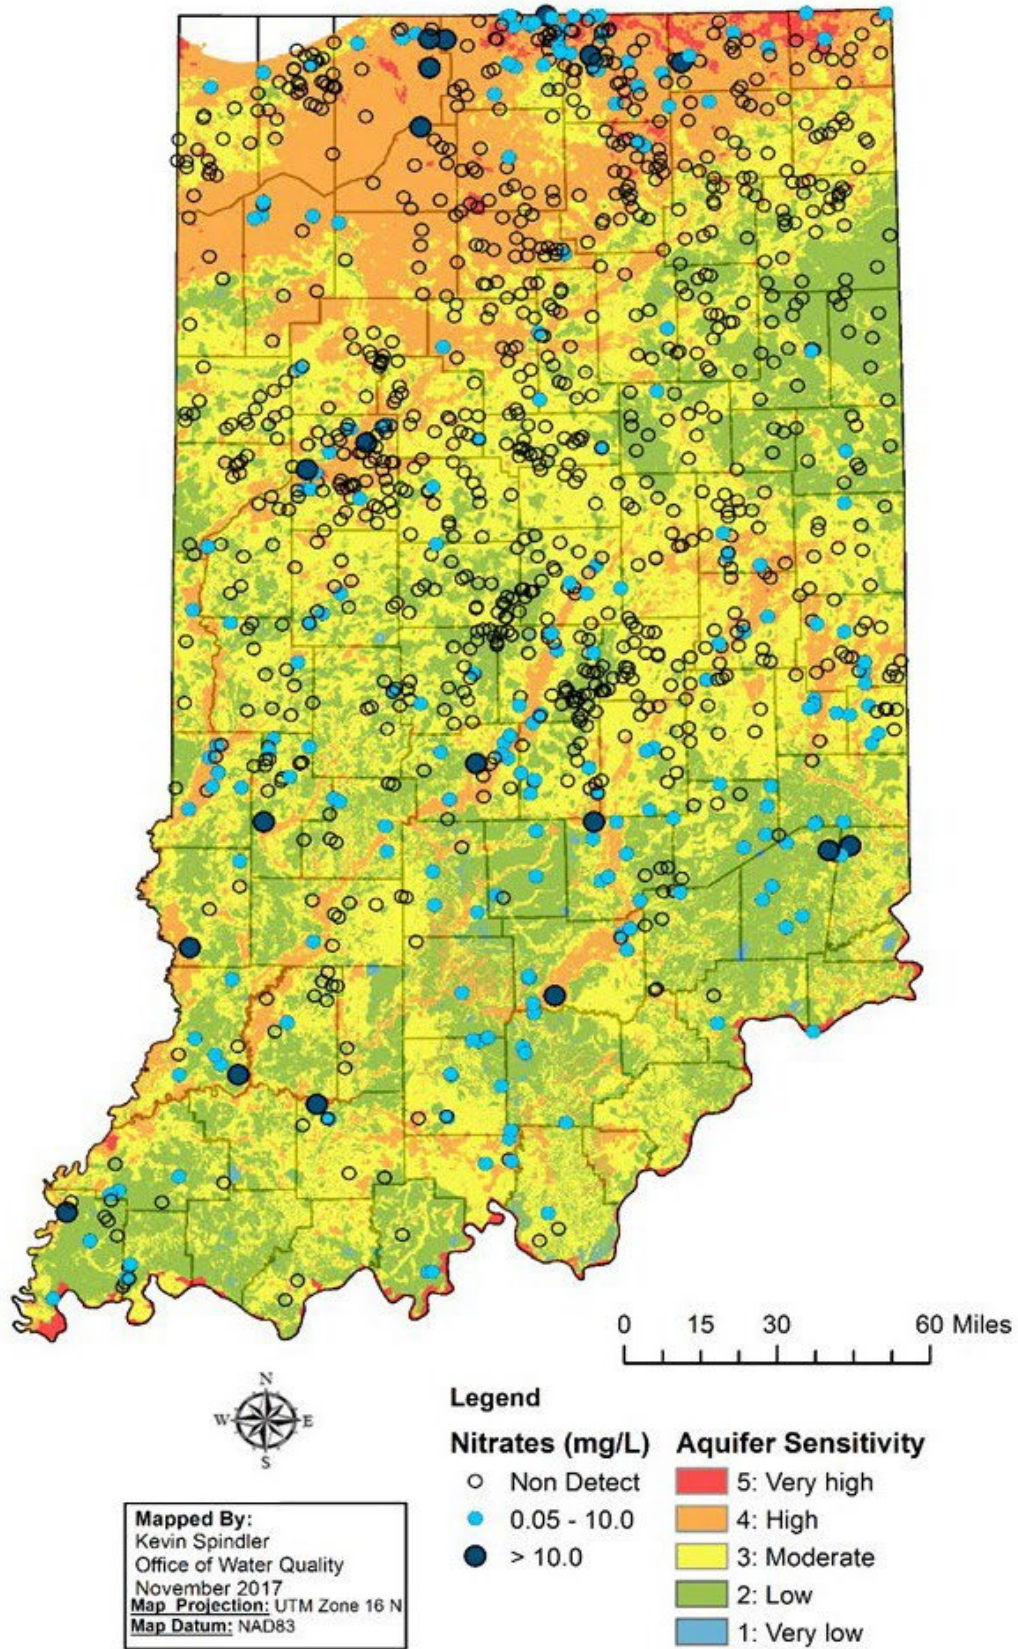 0 15 30 60 Miles
N
W E
S
Legend
Nitrates (mg/L)
Non Detect
0.05 - 10.0
> 10.0
Aquifer Sensitivity
5: Very high
4: High
3: Moderate
2: Low
1: Very low
Mapped By:
Kevin Spindler
Office of Water Quality
November 2017
Map Projection: UTM Zone 16 N
Map Datum: NAD83